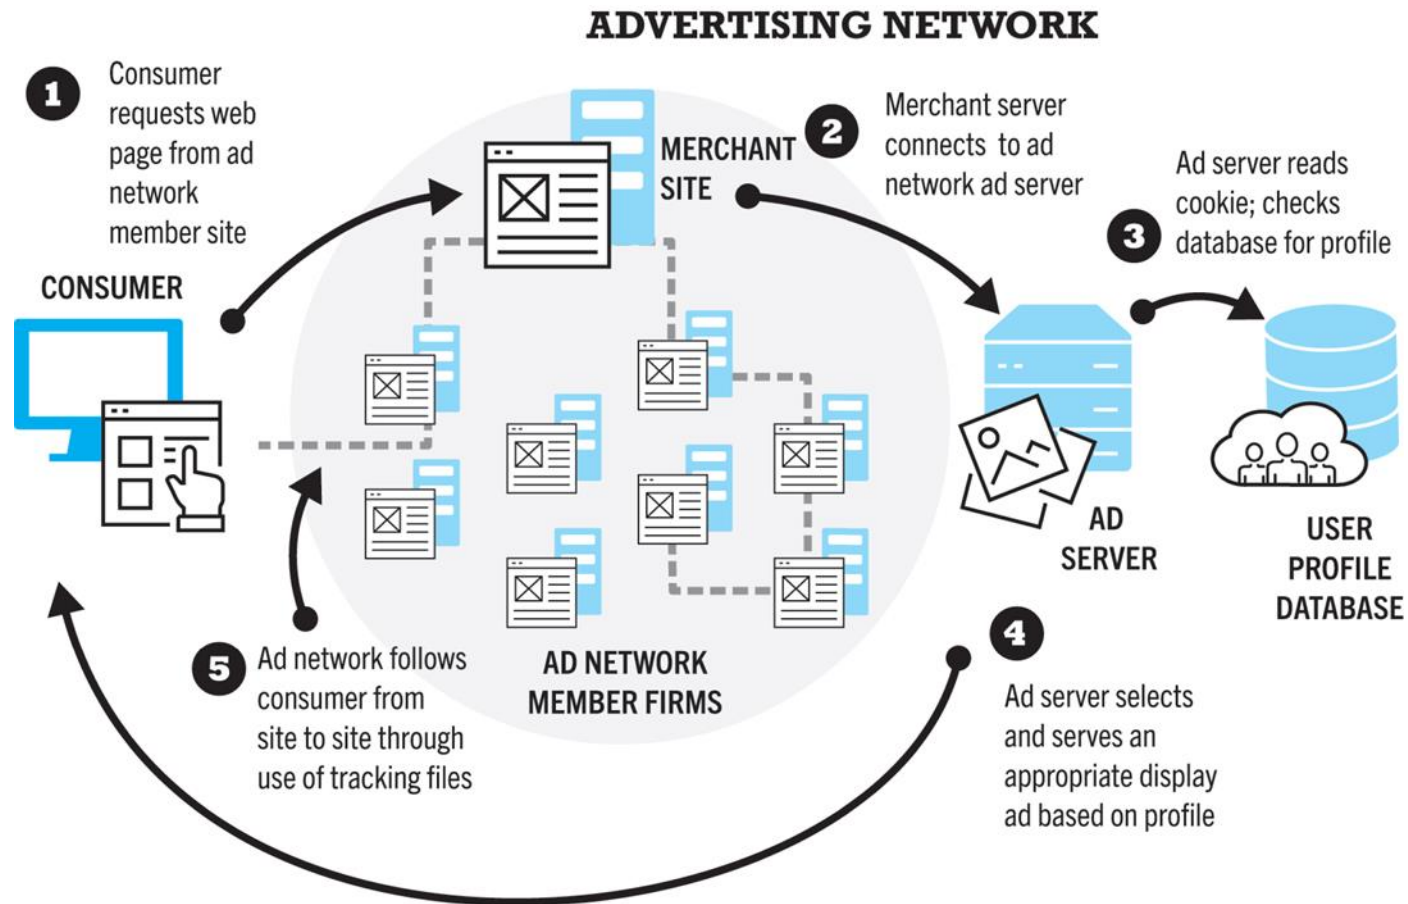 ADVERTISING NETWORK
1
Consumer
requests web
page from ad
network
member site
CONSUMER
MERCHANT
SITE
2
Merchant server
connects to ad
network ad server
3
Ad server reads
cookie; checks
database for profile
AD
SERVER
USER
PROFILE
DATABASE
4
Ad server selects
and serves an
appropriate display
ad based on profile
5
Ad network follows
consumer from
site to site through
use of tracking files
AD NETWORK
MEMBER FIRMS